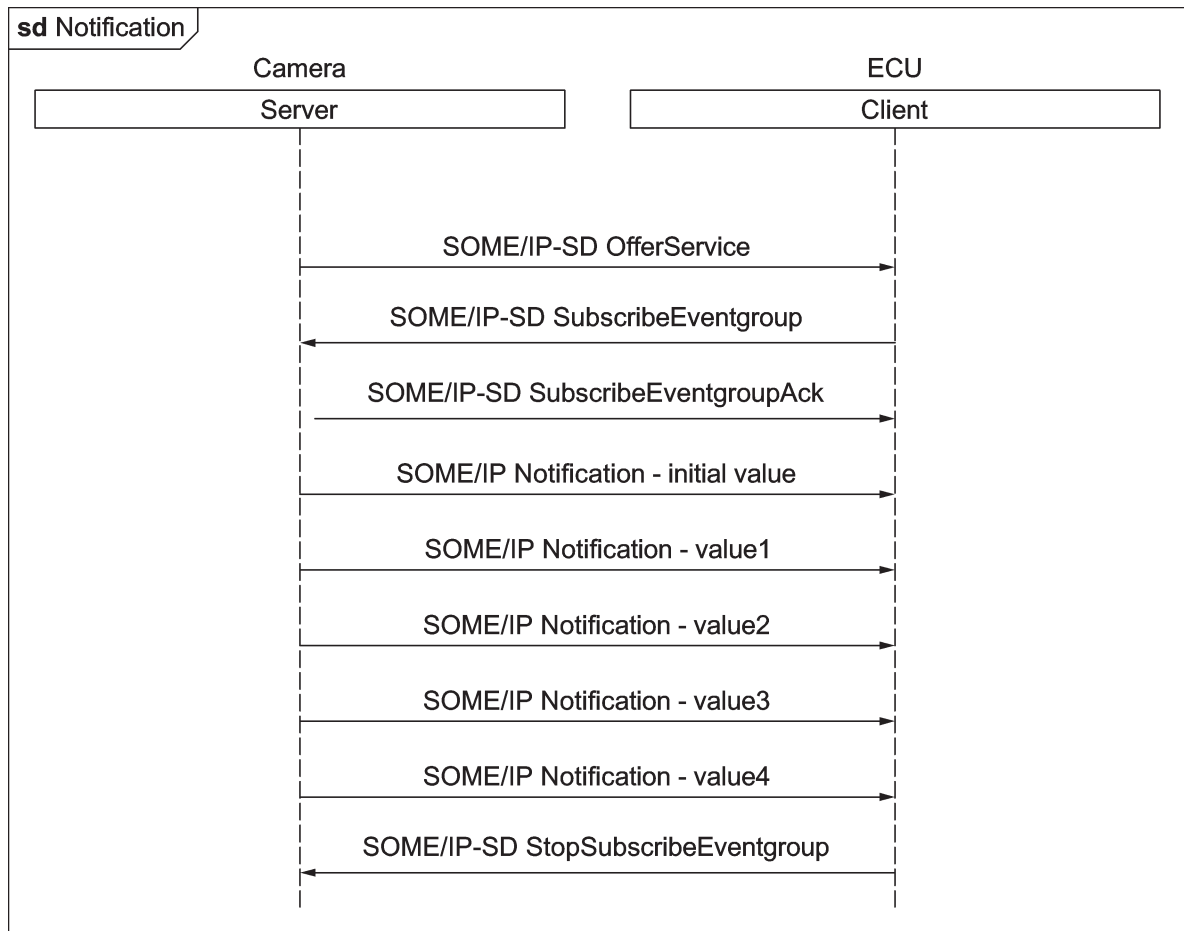 sd Notification
Camera
ECU
Server
Client
SOME/IP-SD OfferService
SOME/IP-SD SubscribeEventgroup
SOME/IP-SD SubscribeEventgroupAck
SOME/IP Notification - initial value
SOME/IP Notification - value1
SOME/IP Notification - value2
SOME/IP Notification - value3
SOME/IP Notification - value4
SOME/IP-SD StopSubscribeEventgroup